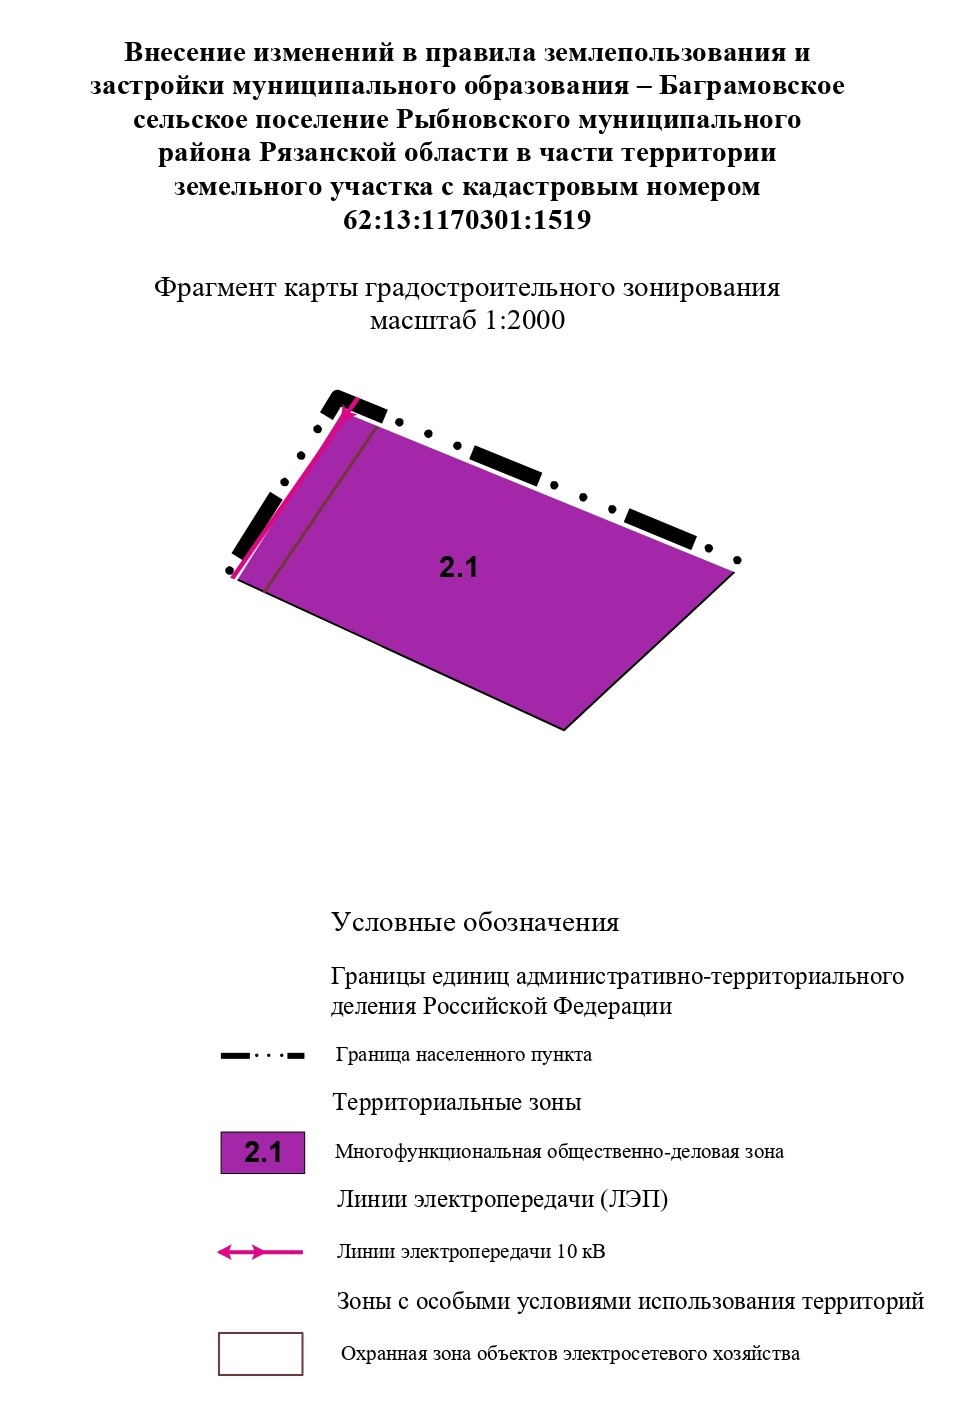 Внесение изменений в правила землепользования и
застройки муниципального образования – Баграмовское
сельское поселение Рыбновского муниципального
района Рязанской области в части территории
земельного участка с кадастровым номером
62:13:1170301:1519
Фрагмент карты градостроительного зонирования
масштаб 1:2000
2.1
Условные обозначения
Границы единиц административно-территориального
деления Российской Федерации
Граница населенного пункта
Территориальные зоны
2.1 Многофункциональная общественно-деловая зона
Линии электропередачи (ЛЭП)
Линии электропередачи 10 кВ
Зоны с особыми условиями использования территорий
Охранная зона объектов электросетевого хозяйства